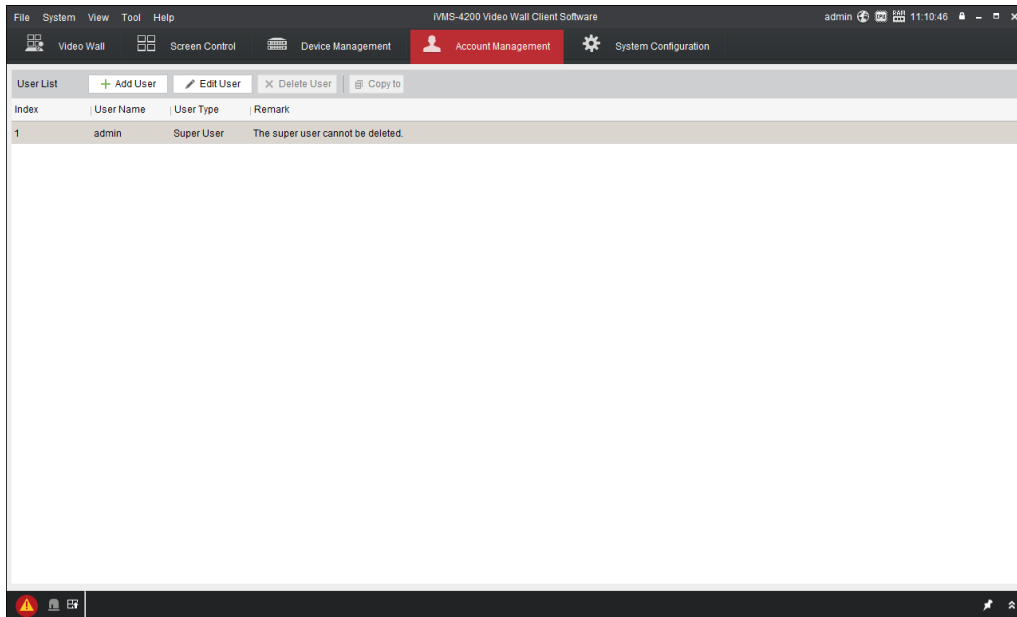 File System View Tool Help iVMS-4200 Video Wall Client Software admin CPU RAM 11:10:46
Video Wall Screen Control Device Management Account Management System Configuration
User List Add User Edit User Delete User Copy to
Index User Name User Type Remark
1 admin Super User The super user cannot be deleted.